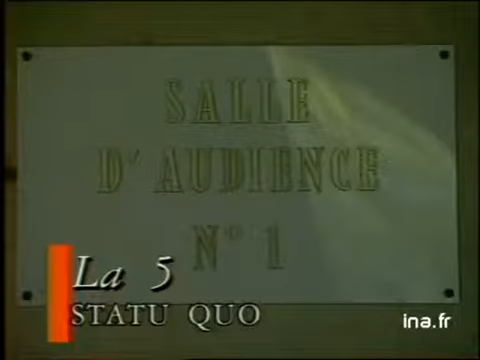 SALLE
D'AUDIENCE
N° 1
La 5
STATU QUO
ina.fr